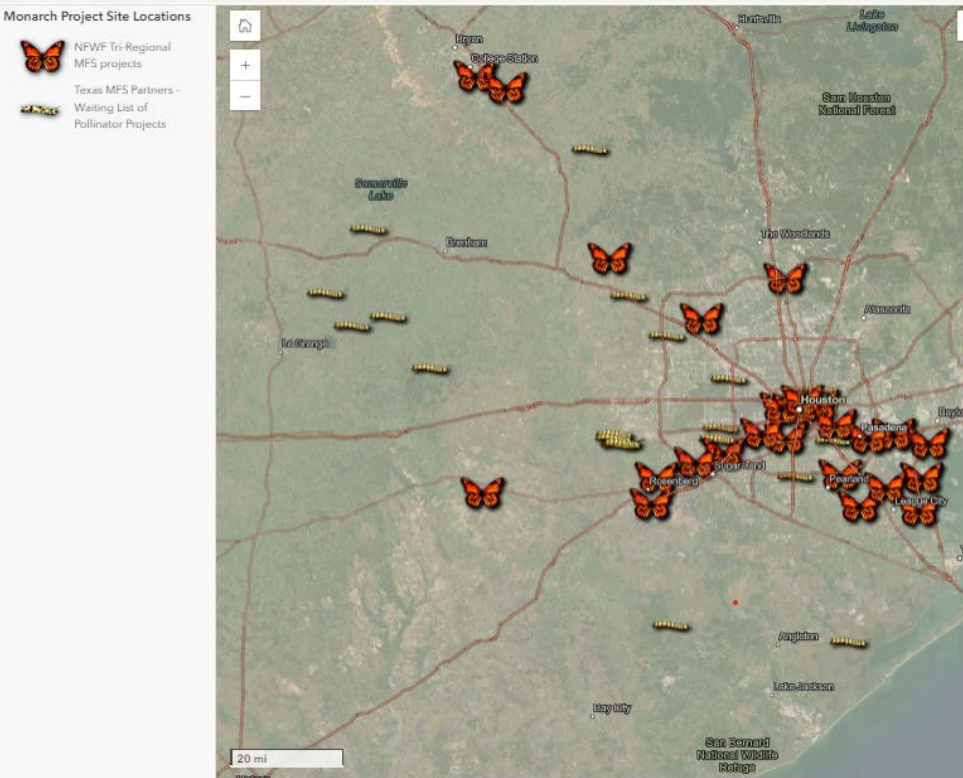 Monarch Project Site Locations
NFWF Tri-Regional
MFS projects
Texas MFS Partners -
Waiting List of
Pollinator Projects
+
−
Huntsville
Lake
Livingston
Bryan
College Station
Sam Houston
National Forest
Somerville
Lake
Brenham
The Woodlands
Atascocita
La Grange
Houston
Pasadena
Sugar Land
Rosenberg
Pearland
League City
Angleton
Lake Jackson
Bay City
San Bernard
National Wildlife
Refuge
20 mi